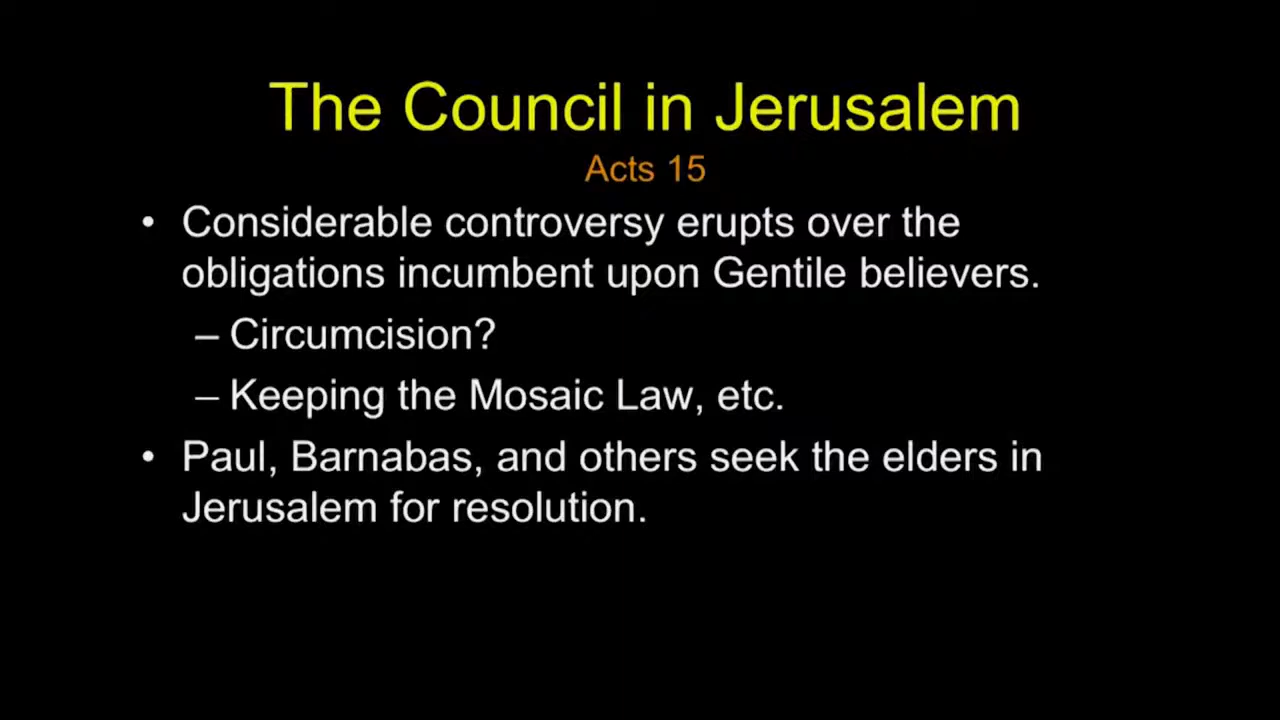 The Council in Jerusalem
Acts 15
• Considerable controversy erupts over the
obligations incumbent upon Gentile believers.
– Circumcision?
– Keeping the Mosaic Law, etc.
• Paul, Barnabas, and others seek the elders in
Jerusalem for resolution.